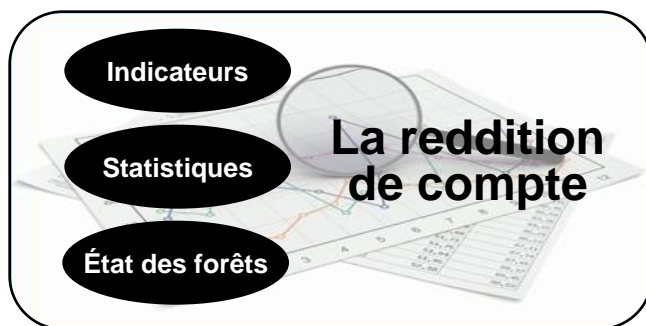 Indicateurs
Statistiques
État des forêts
La reddition
de compte